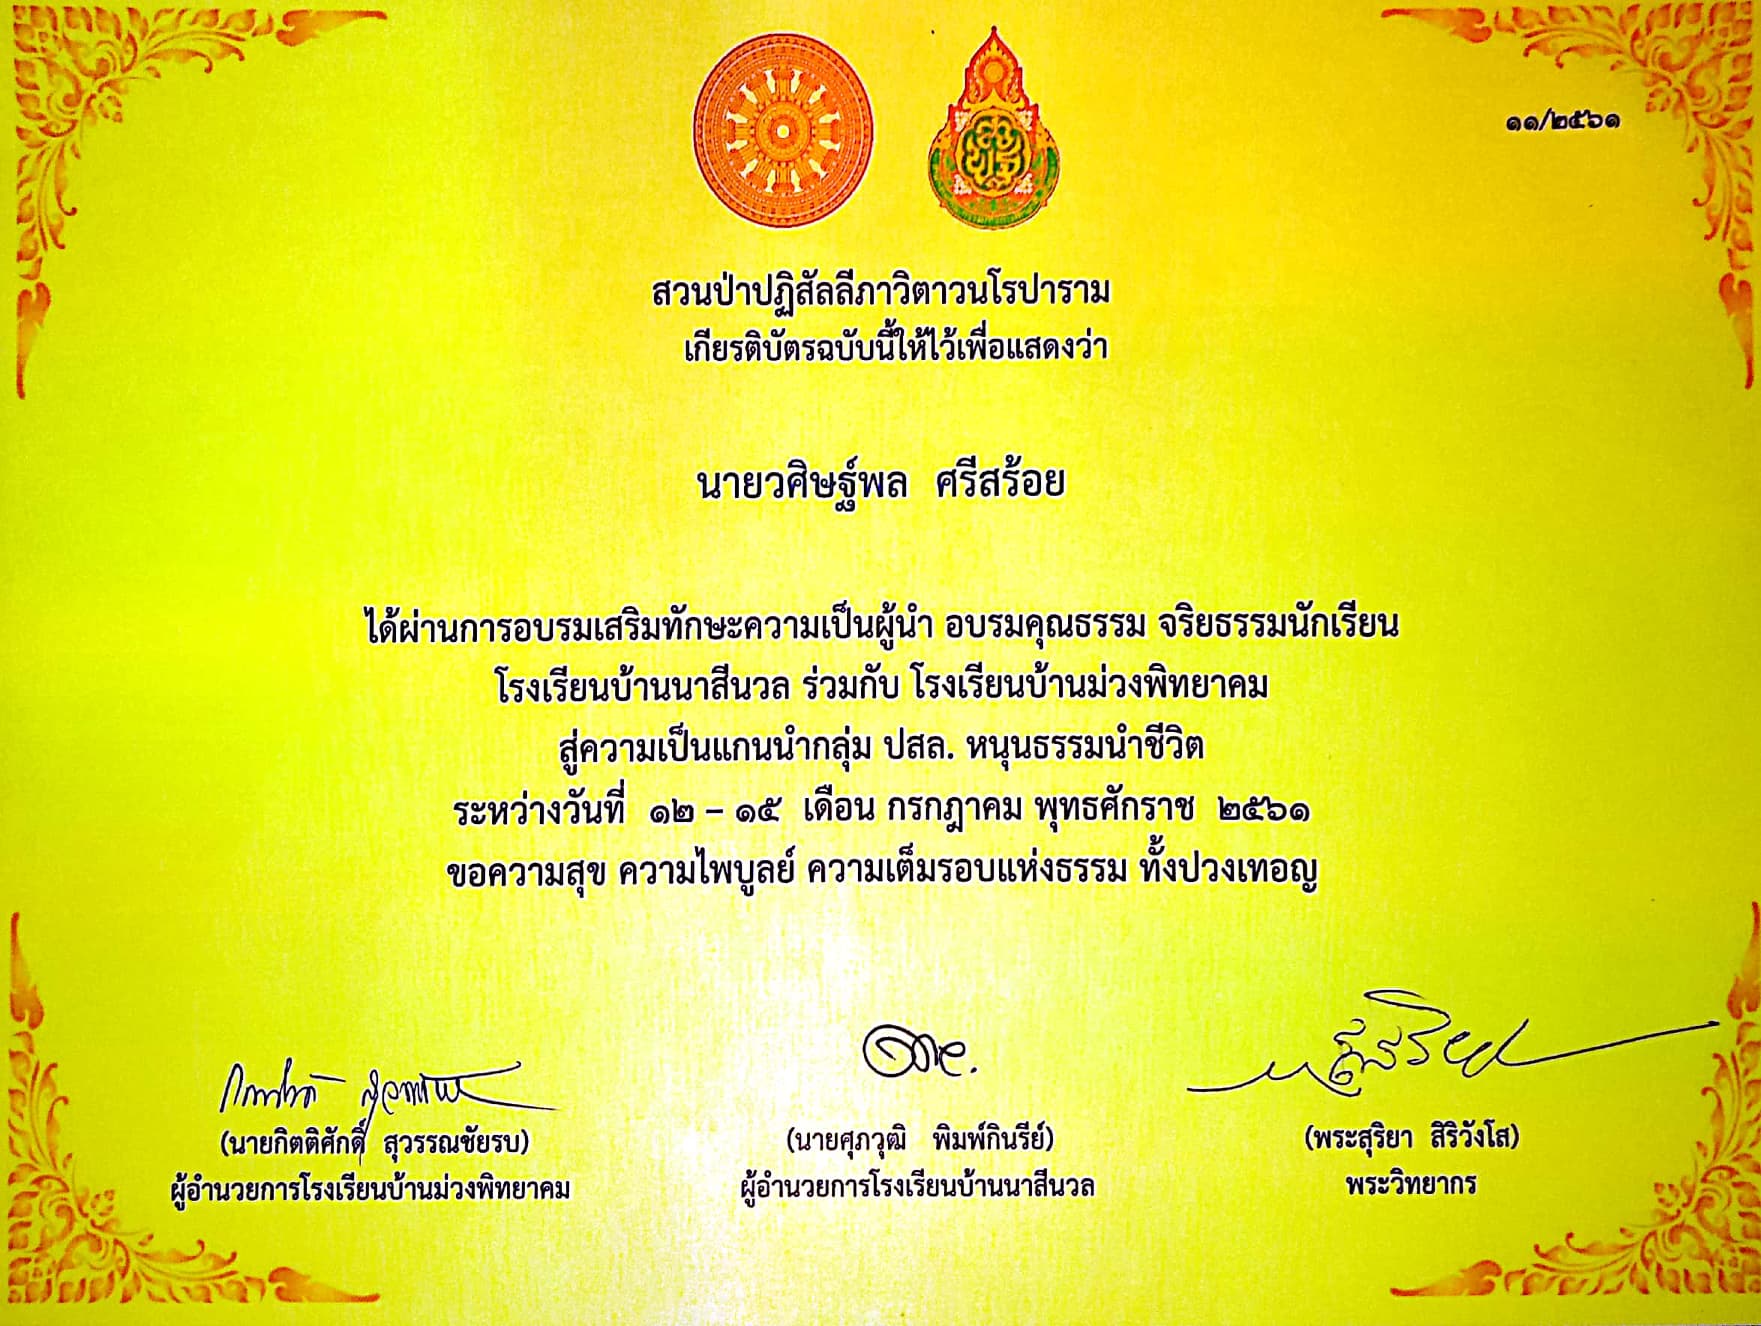 ๑๑/๒๕๖๑
สวนป่าปฏิสัลลีภาวิตาวนโรปาราม
เกียรติบัตรฉบับนี้ให้ไว้เพื่อแสดงว่า
นายวศิษฐ์พล ศรีสร้อย
ได้ผ่านการอบรมเสริมทักษะความเป็นผู้นำ อบรมคุณธรรม จริยธรรมนักเรียน
โรงเรียนบ้านนาสีนวล ร่วมกับ โรงเรียนบ้านม่วงพิทยาคม
สู่ความเป็นแกนนำกลุ่ม ปสล. หนุนธรรมนำชีวิต
ระหว่างวันที่ ๑๒ – ๑๕ เดือน กรกฎาคม พุทธศักราช ๒๕๖๑
ขอความสุข ความไพบูลย์ ความเต็มรอบแห่งธรรม ทั้งปวงเทอญ
(นายกิตติศักดิ์ สุวรรณชัยรบ)
ผู้อำนวยการโรงเรียนบ้านม่วงพิทยาคม
(นายศุภวุฒิ พิมพ์กินรีย์)
ผู้อำนวยการโรงเรียนบ้านนาสีนวล
(พระสุริยา สิริวังโส)
พระวิทยากร